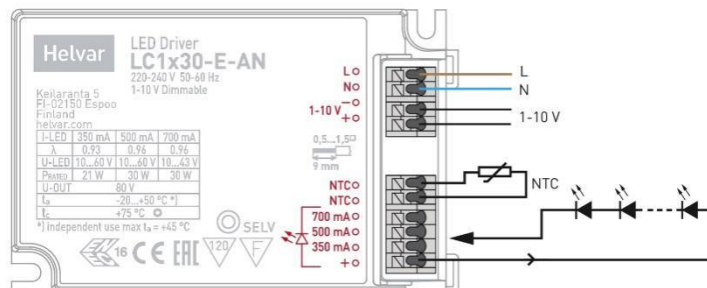 Helvar
LED Driver
LC1x30-E-AN
220-240 V 50-60 Hz
1-10 V Dimmable
Keilaranta 5
FI-02150 Espoo
Finland
helvar.com
I-LED 350 mA 500 mA 700 mA
λ 0.93 0.96 0.96
U-LED 10...60 V 10...60 V 10...43 V
PRATED 21 W 30 W 30 W
U-OUT 80 V
ta -20...+50 °C *)
tc +75 °C
*) independent use max ta = +45 °C
16 CE EAC 120 F
SELV
L
N
1-10 V
−
+
0,5...1,5
9 mm
NTC
NTC
700 mA
500 mA
350 mA
+
L
N
1-10 V
NTC